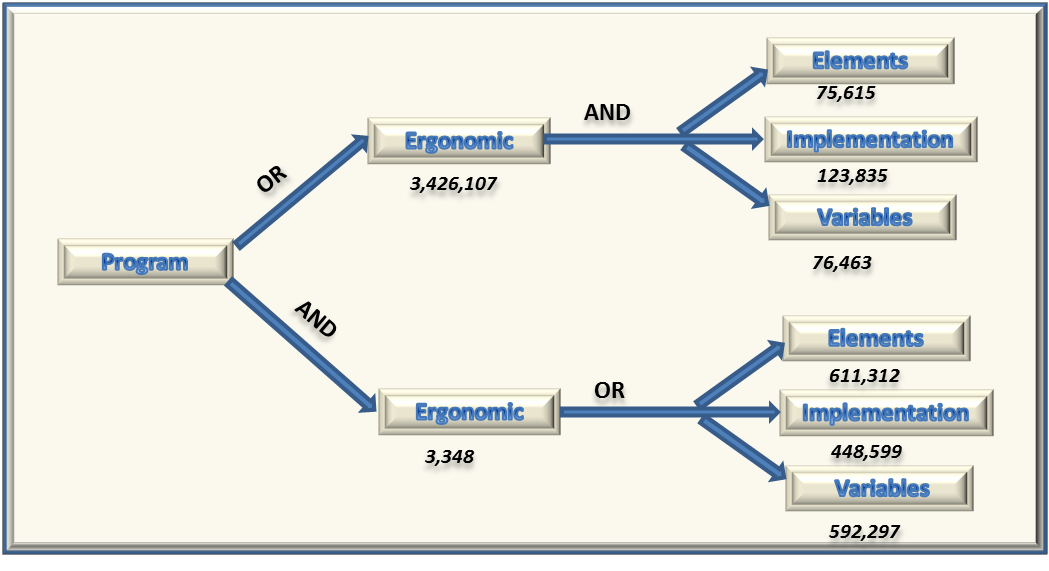 Elements
75,615
AND
Ergonomic
3,426,107
Implementation
123,835
OR
Variables
76,463
Program
AND
Elements
611,312
OR
Ergonomic
3,348
Implementation
448,599
Variables
592,297